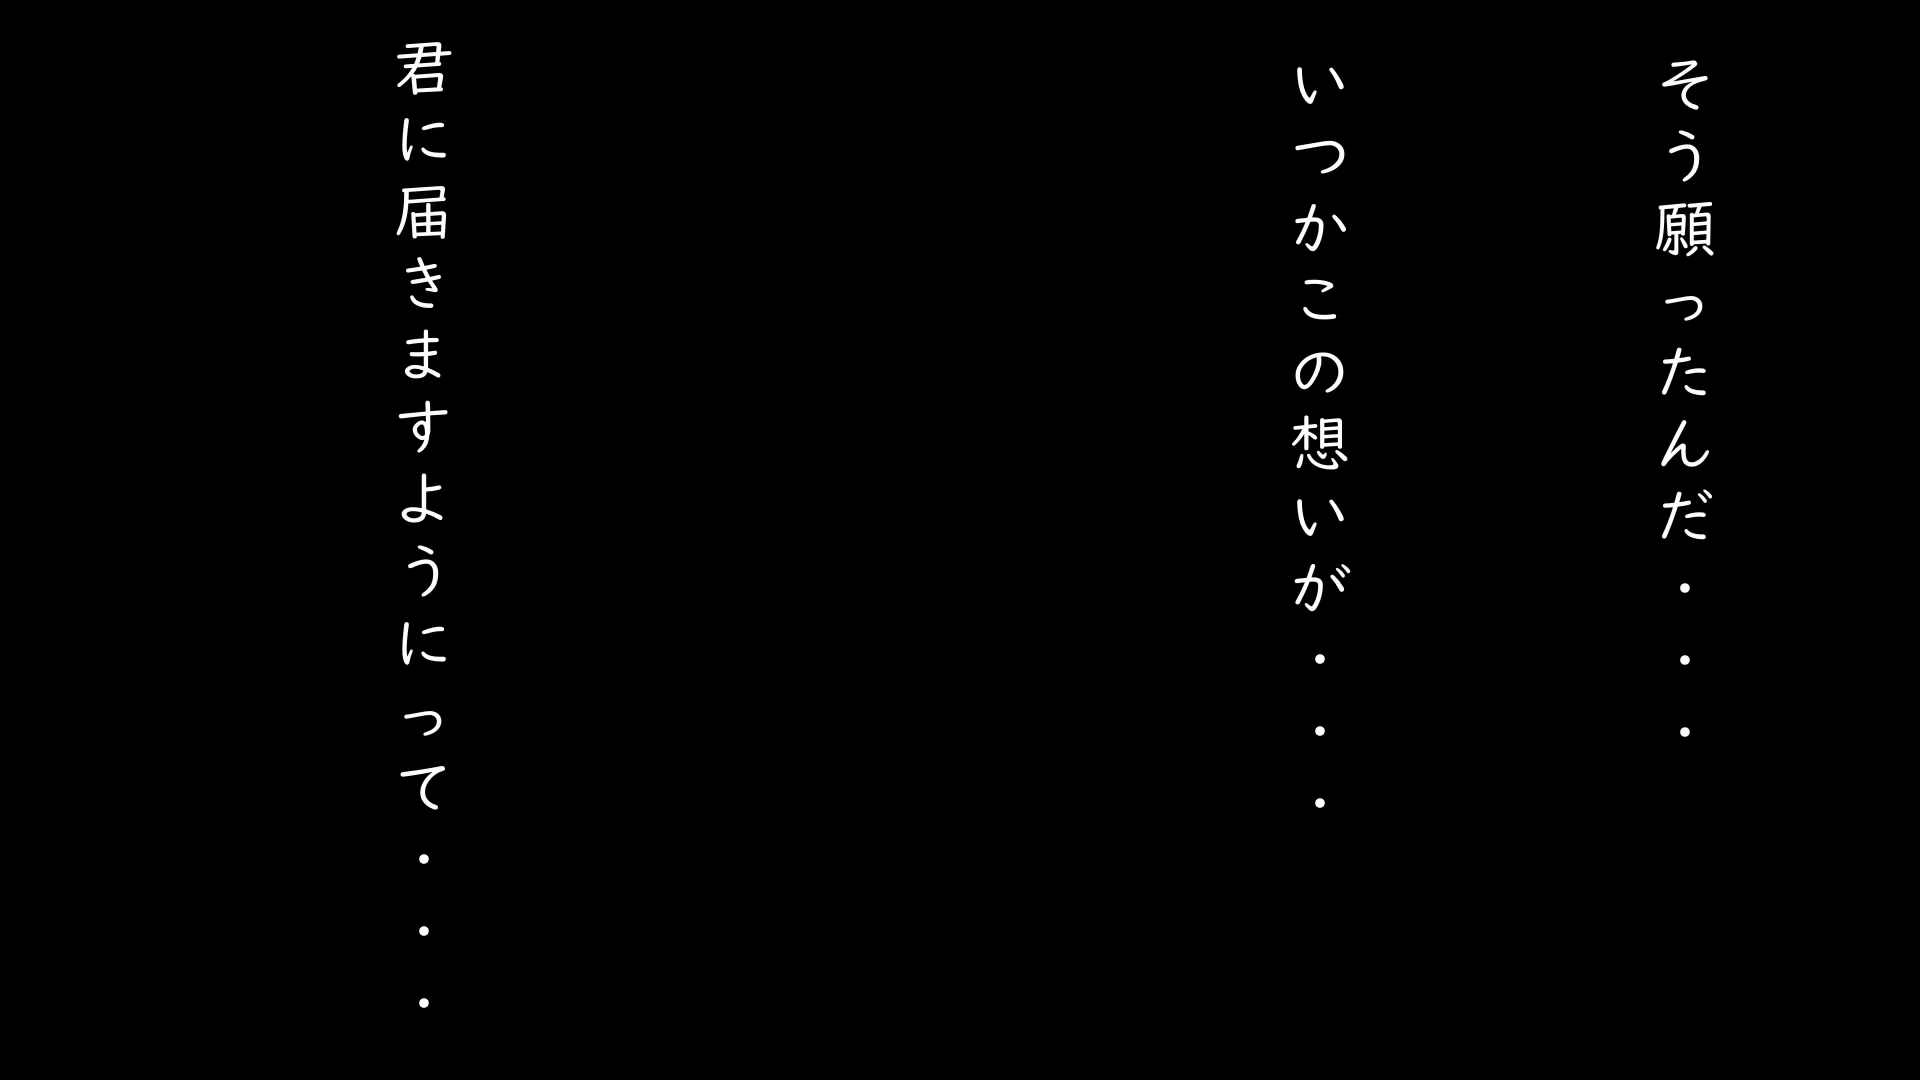 そう願ったんだ・・・
いつかこの想いが・・・
君に届きますようにって・・・